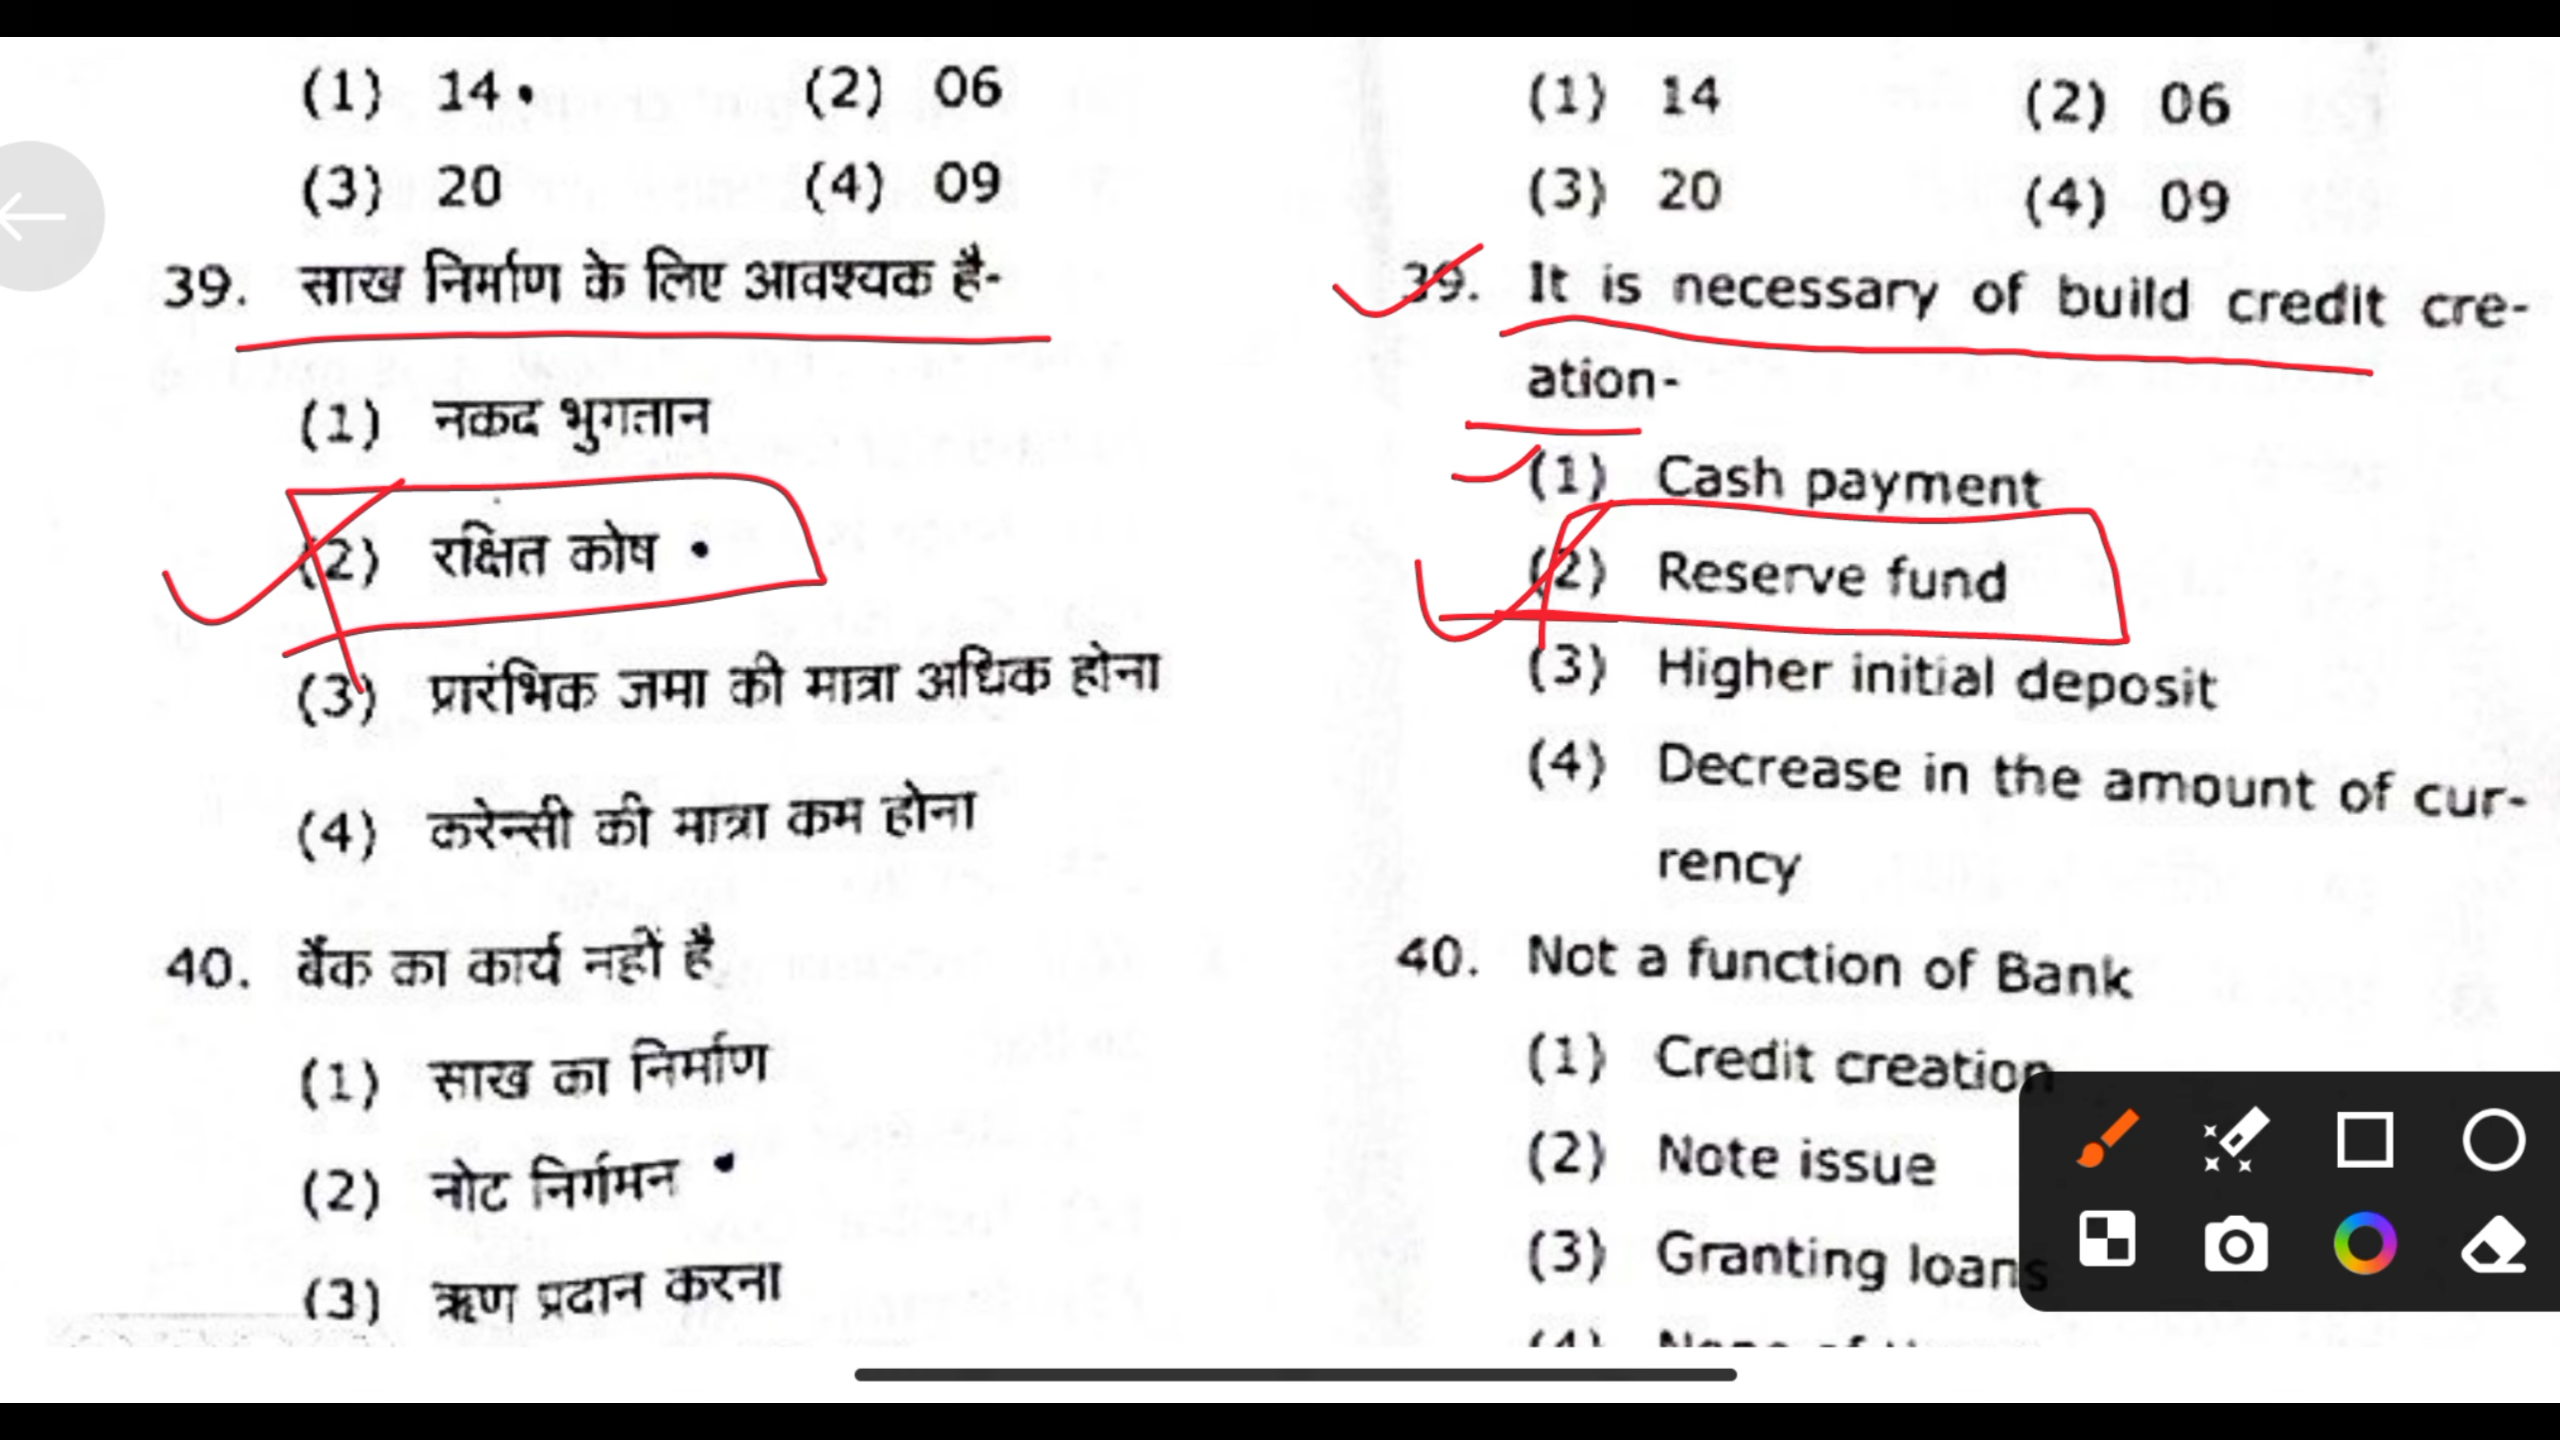 (1) 14 (2) 06
(3) 20 (4) 09
39. साख निर्माण के लिए आवश्यक है-
(1) नकद भुगतान
(2) रक्षित कोष
(3) प्रारंभिक जमा की मात्रा अधिक होना
(4) करेन्सी की मात्रा कम होना
40. बैंक का कार्य नहीं है
(1) साख का निर्माण
(2) नोट निर्गमन
(3) ऋण प्रदान करना
(1) 14 (2) 06
(3) 20 (4) 09
39. It is necessary of build credit cre-
ation-
(1) Cash payment
(2) Reserve fund
(3) Higher initial deposit
(4) Decrease in the amount of cur-
rency
40. Not a function of Bank
(1) Credit creation
(2) Note issue
(3) Granting loans